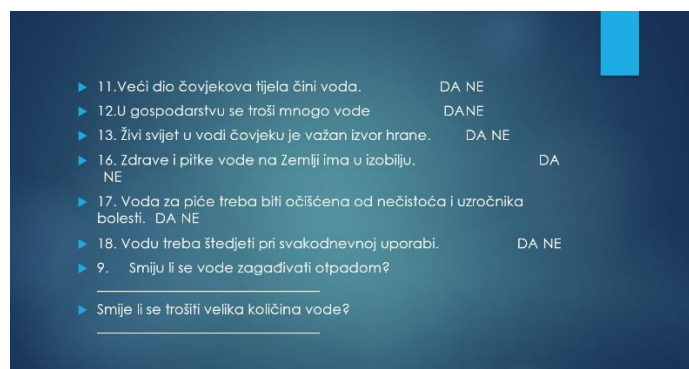 11.Veći dio čovjekova tijela čini voda. DA NE
12.U gospodarstvu se troši mnogo vode DANE
13. Živi svijet u vodi čovjeku je važan izvor hrane. DA NE
16. Zdrave i pitke vode na Zemlji ima u izobilju. DA
NE
17. Voda za piće treba biti očišćena od nečistoća i uzročnika
bolesti. DA NE
18. Vodu treba štedjeti pri svakodnevnoj uporabi. DA NE
9. Smiju li se vode zagađivati otpadom?
Smije li se trošiti velika količina vode?